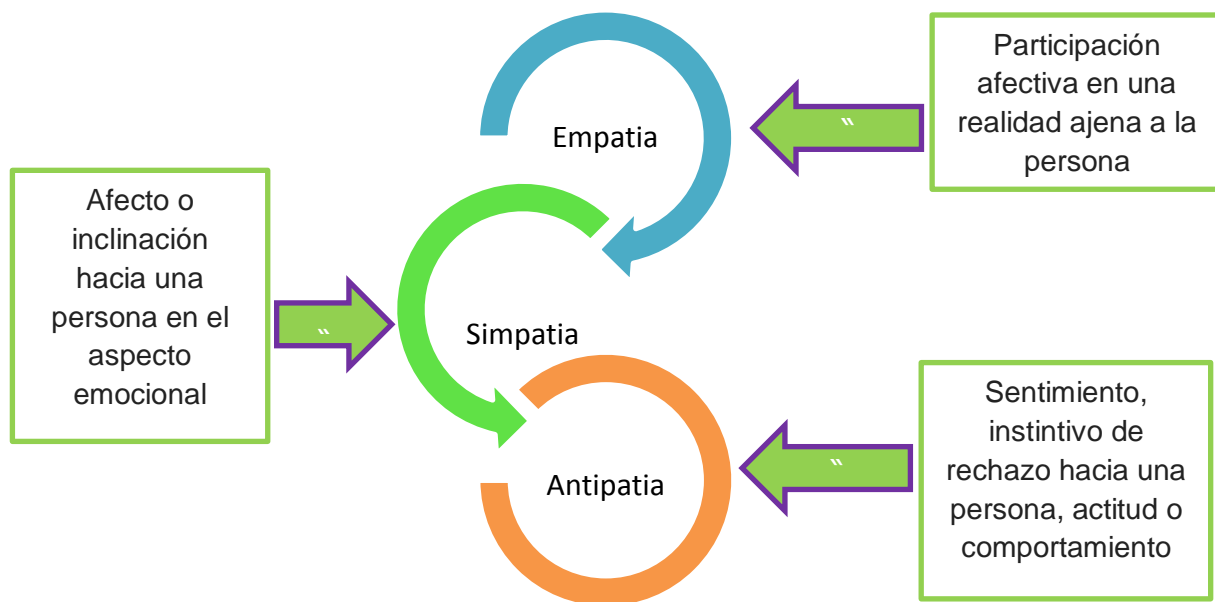 Empatia
Participación
afectiva en una
realidad ajena a la
persona
“
Afecto o
inclinación
hacia una
persona en el
aspecto
emocional
“
Simpatia
Antipatia
Sentimiento,
instintivo de
rechazo hacia una
persona, actitud o
comportamiento
“